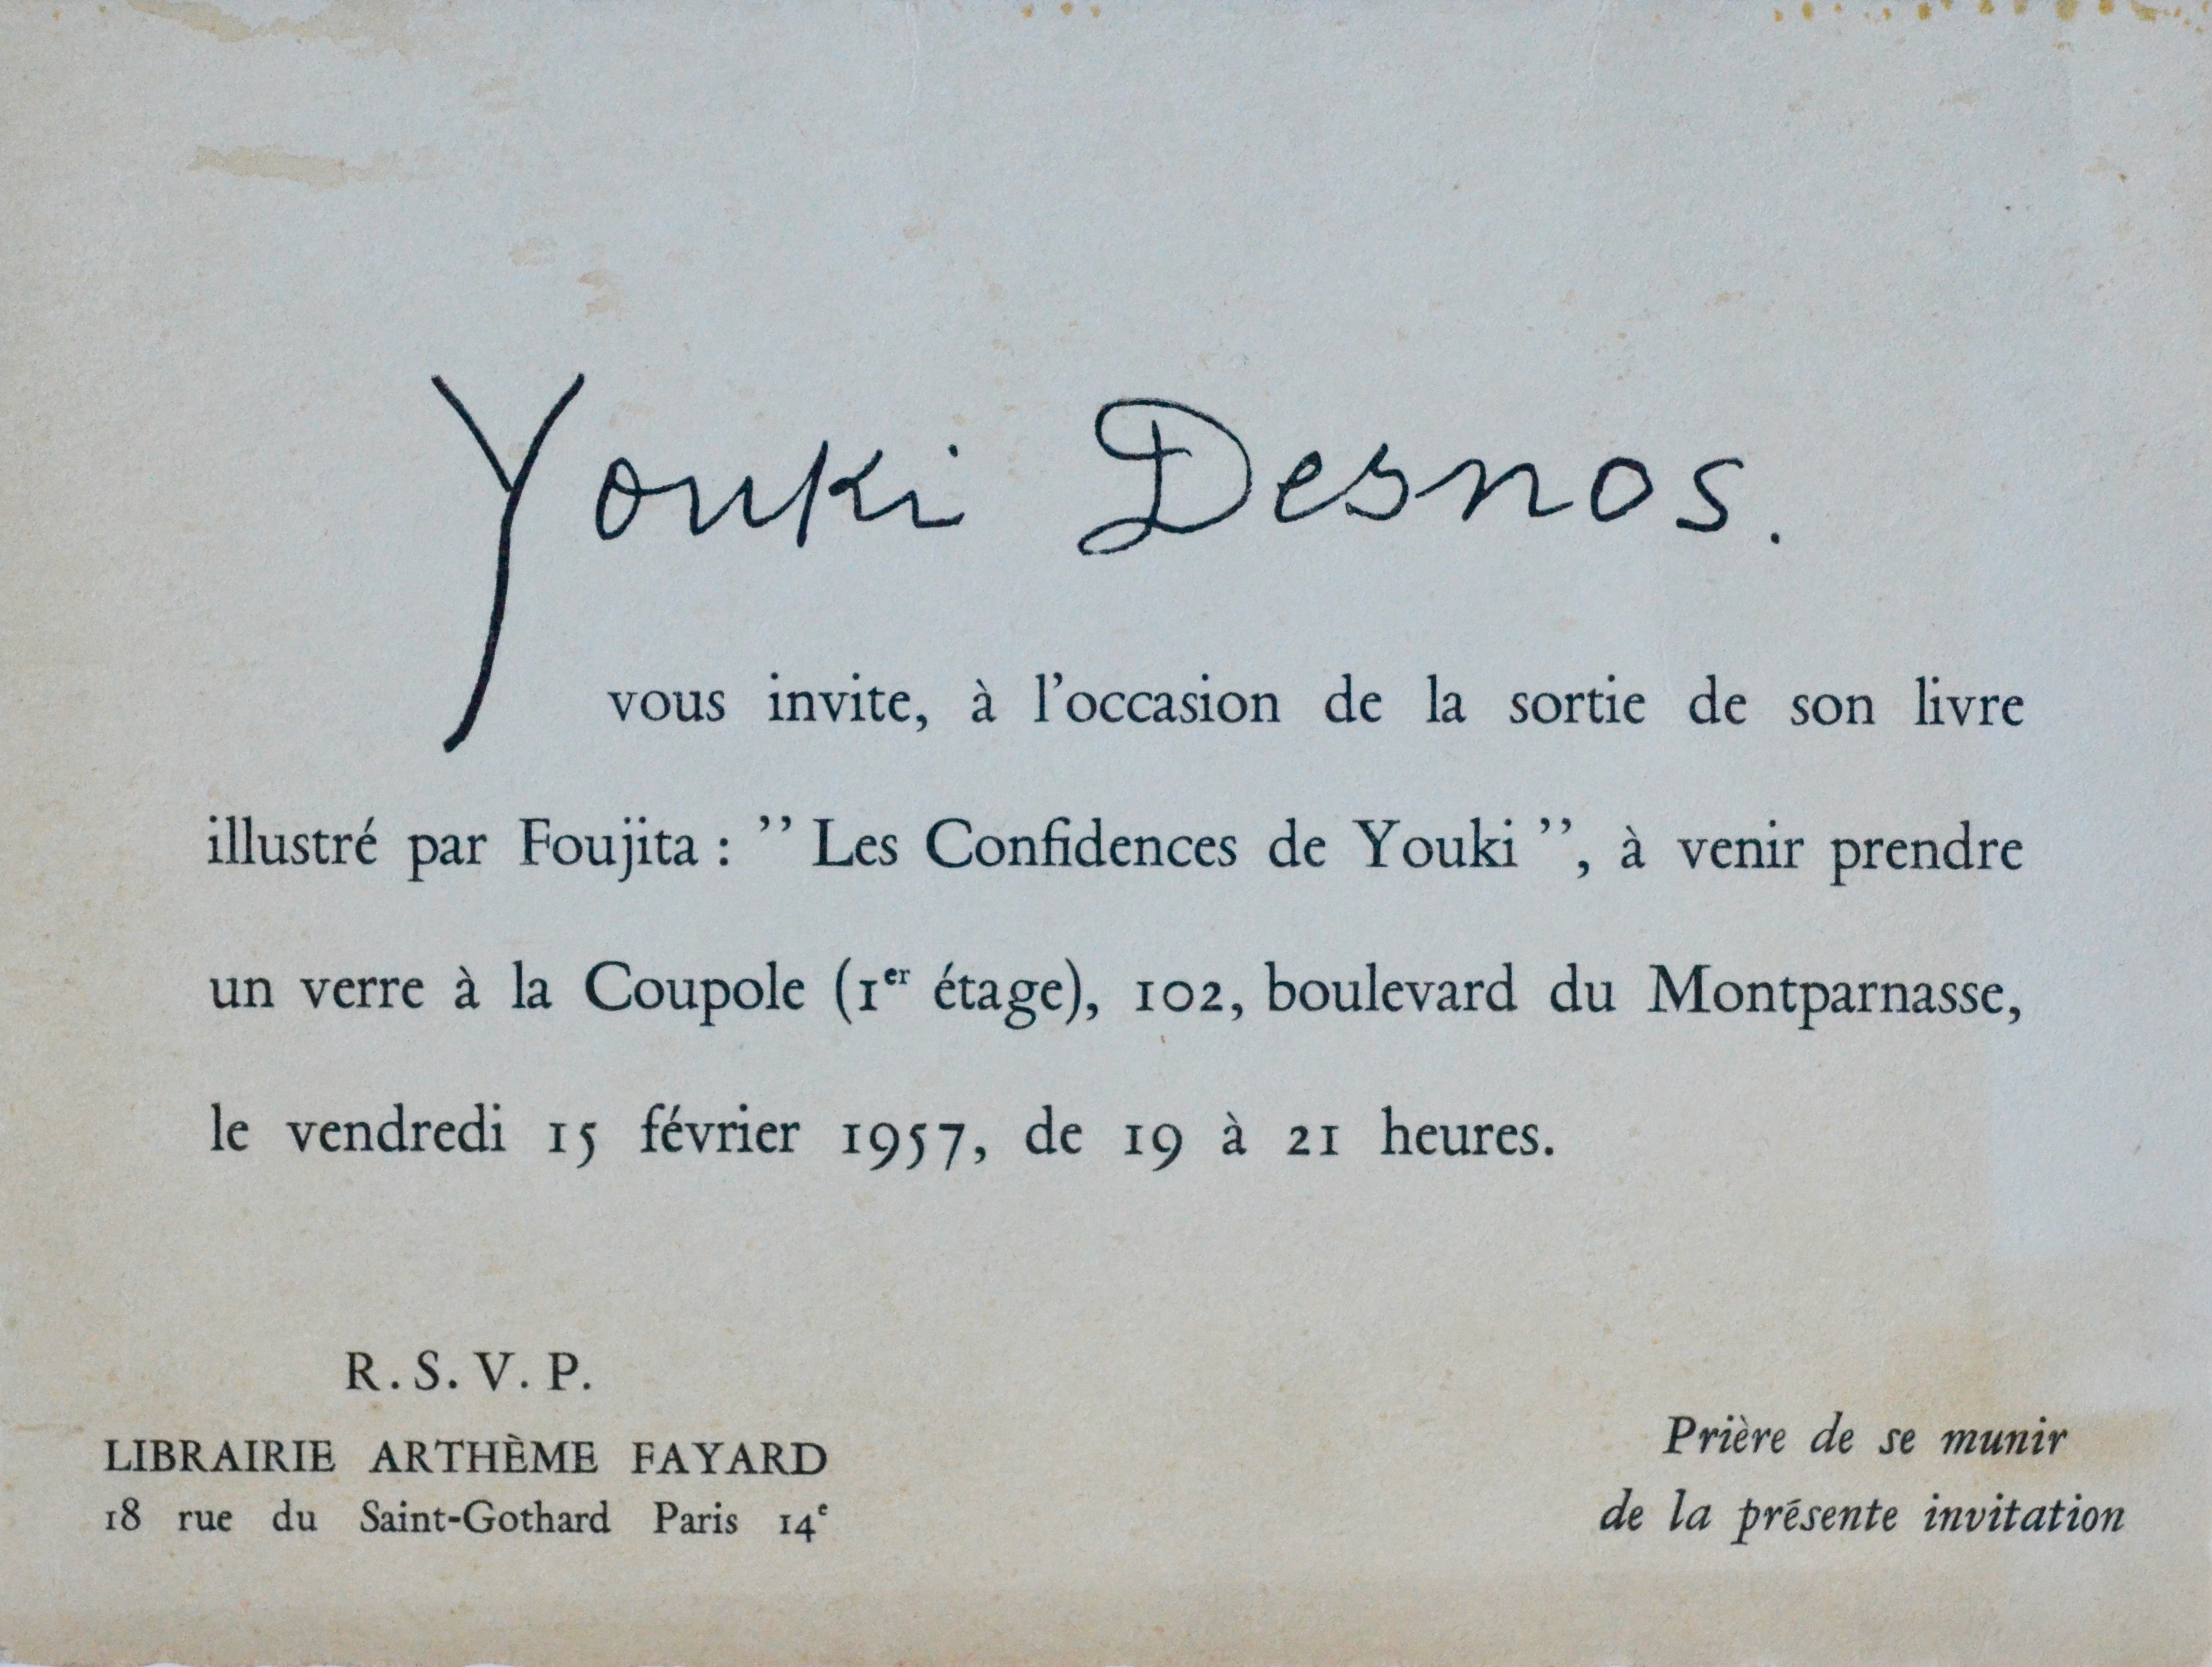 Youki Desnos.
vous invite, à l'occasion de la sortie de son livre
illustré par Foujita : ’’ Les Confidences de Youki ’’, à venir prendre
un verre à la Coupole (1er étage), 102, boulevard du Montparnasse,
le vendredi 15 février 1957, de 19 à 21 heures.
R. S. V. P.
LIBRAIRIE ARTHÈME FAYARD
18 rue du Saint-Gothard Paris 14e
Prière de se munir
de la présente invitation